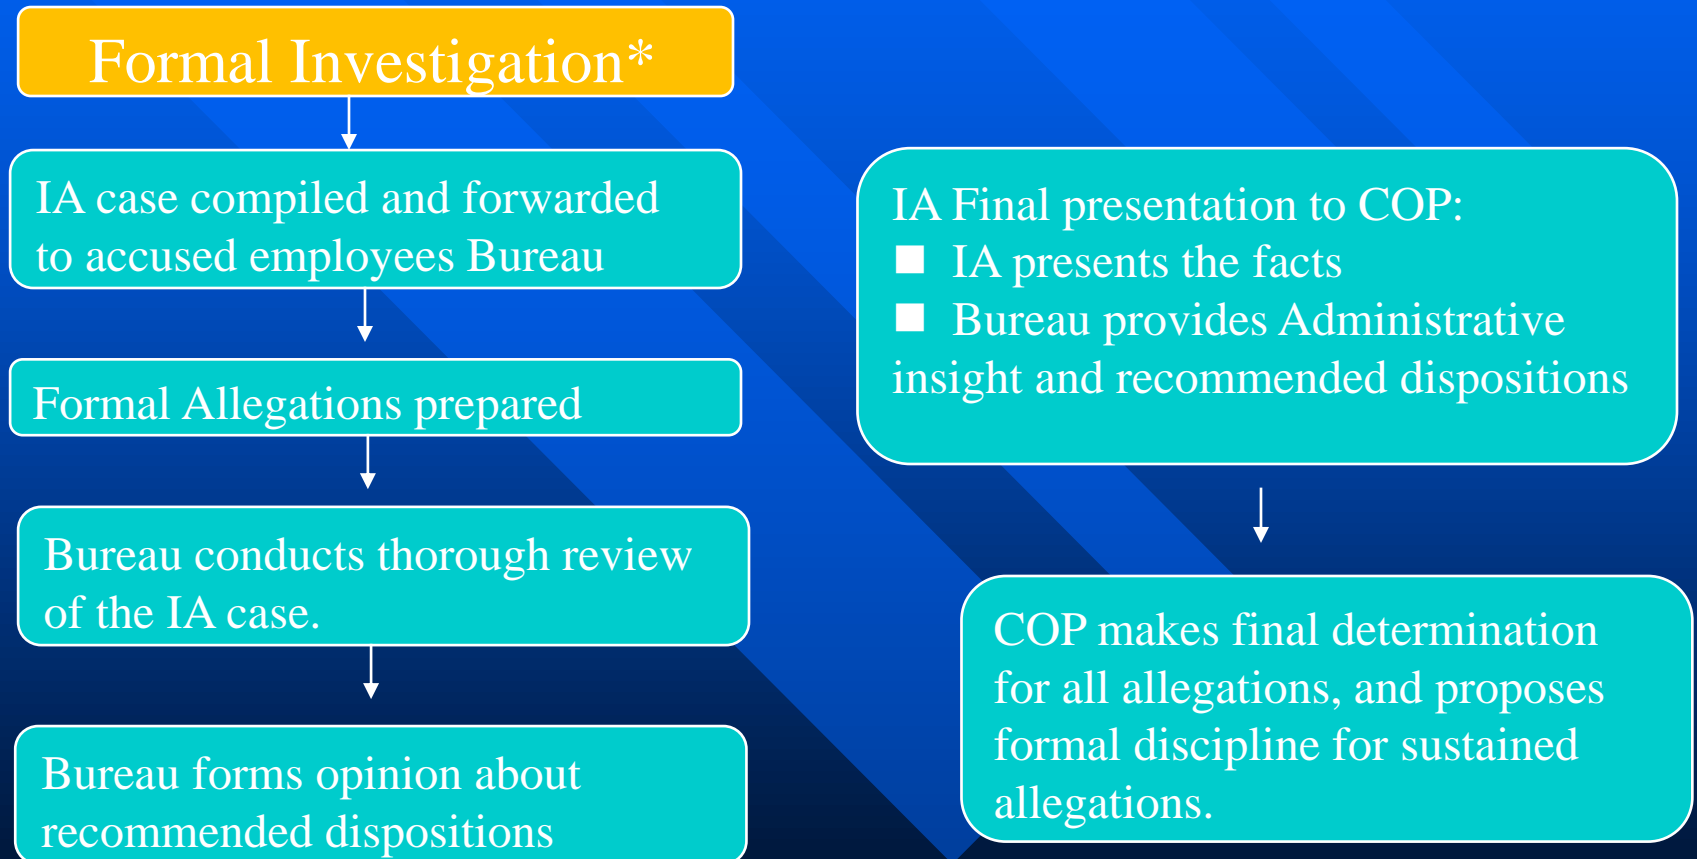 Formal Investigation*
IA case compiled and forwarded
to accused employees Bureau
Formal Allegations prepared
Bureau conducts thorough review
of the IA case.
Bureau forms opinion about
recommended dispositions
IA Final presentation to COP:
■ IA presents the facts
■ Bureau provides Administrative
insight and recommended dispositions
COP makes final determination
for all allegations, and proposes
formal discipline for sustained
allegations.